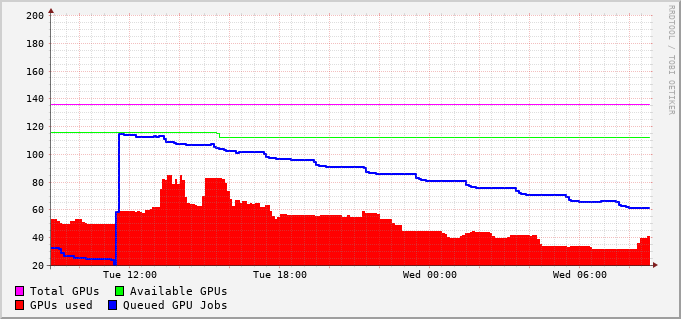 200
180
160
140
120
100
80
60
40
20
Tue 12:00 Tue 18:00 Wed 00:00 Wed 06:00
Total GPUs Available GPUs
GPUs used Queued GPU Jobs
RRDTOOL / TOBI OETIKER